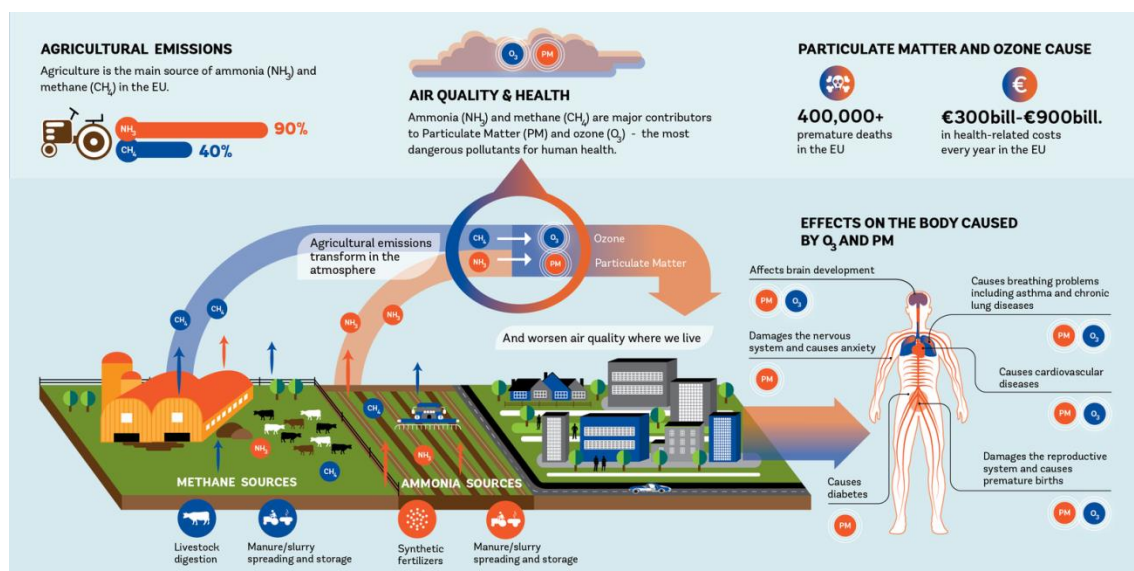 AGRICULTURAL EMISSIONS
Agriculture is the main source of ammonia (NH₃) and
methane (CH₄) in the EU.
NH₃ 90%
CH₄ 40%
O₃ PM
AIR QUALITY & HEALTH
Ammonia (NH₃) and methane (CH₄) are major contributors
to Particulate Matter (PM) and ozone (O₃) - the most
dangerous pollutants for human health.
PARTICULATE MATTER AND OZONE CAUSE
400,000+
premature deaths
in the EU
€
€300bill-€900bill.
in health-related costs
every year in the EU
Agricultural emissions
transform in the
atmosphere
CH₄ O₃ Ozone
NH₃ PM Particulate Matter
And worsen air quality where we live
CH₄
CH₄
NH₃
NH₃
CH₄
NH₃
NH₃
CH₄
METHANE SOURCES
Livestock
digestion
Manure/slurry
spreading and storage
AMMONIA SOURCES
Synthetic
fertilizers
Manure/slurry
spreading and storage
EFFECTS ON THE BODY CAUSED
BY O₃ AND PM
Affects brain development
PM O₃
Damages the nervous
system and causes anxiety
PM
Causes
diabetes
PM
Causes breathing problems
including asthma and chronic
lung diseases
PM O₃
Causes cardiovascular
diseases
PM O₃
Damages the reproductive
system and causes
premature births
PM O₃